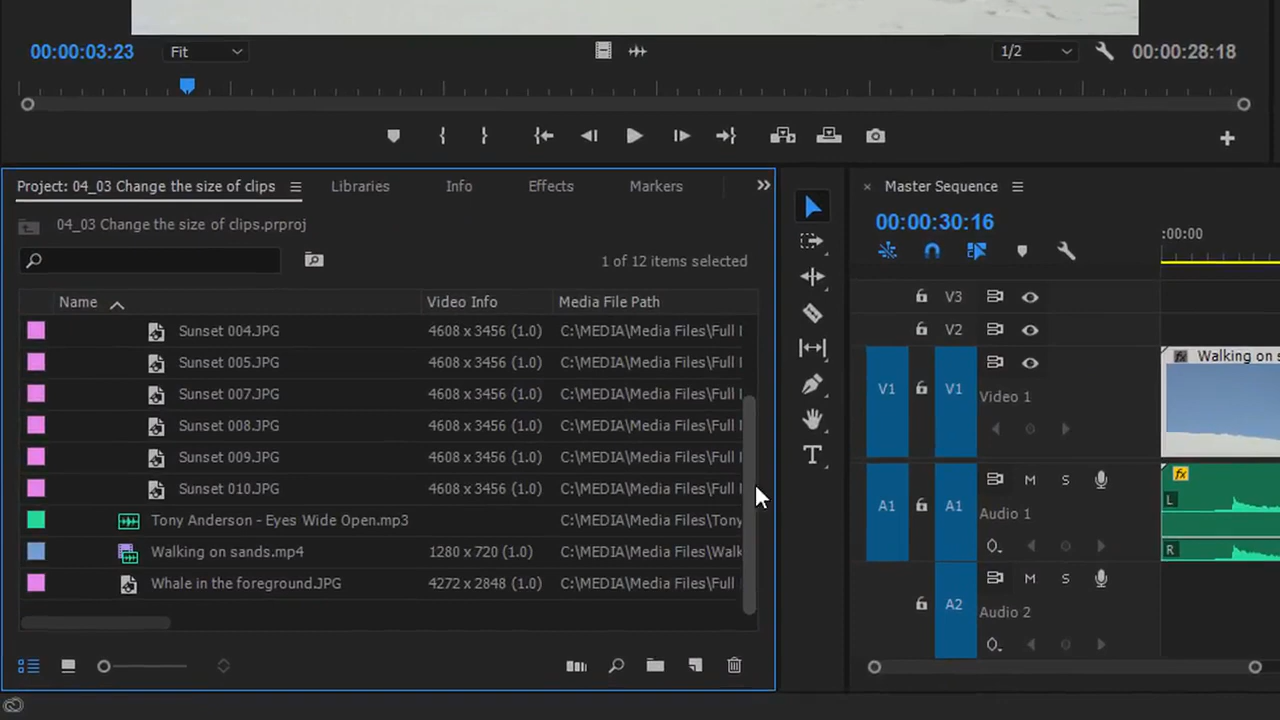 00:00:03:23 Fit 1/2 00:00:28:18
Project: 04_03 Change the size of clips Libraries Info Effects Markers
04_03 Change the size of clips.prproj
1 of 12 items selected
Name Video Info Media File Path
Sunset 004.JPG 4608 x 3456 (1.0) C:\MEDIA\Media Files\Full
Sunset 005.JPG 4608 x 3456 (1.0) C:\MEDIA\Media Files\Full
Sunset 007.JPG 4608 x 3456 (1.0) C:\MEDIA\Media Files\Full
Sunset 008.JPG 4608 x 3456 (1.0) C:\MEDIA\Media Files\Full
Sunset 009.JPG 4608 x 3456 (1.0) C:\MEDIA\Media Files\Full
Sunset 010.JPG 4608 x 3456 (1.0) C:\MEDIA\Media Files\Full
Tony Anderson - Eyes Wide Open.mp3 C:\MEDIA\Media Files\Tony
Walking on sands.mp4 1280 x 720 (1.0) C:\MEDIA\Media Files\Walk
Whale in the foreground.JPG 4272 x 2848 (1.0) C:\MEDIA\Media Files\Full
Master Sequence
00:00:30:16
:00:00
V3
V2
fx Walking on s
V1 V1 Video 1
fx
M S
L
A1 A1 Audio 1
R
M S
A2 Audio 2